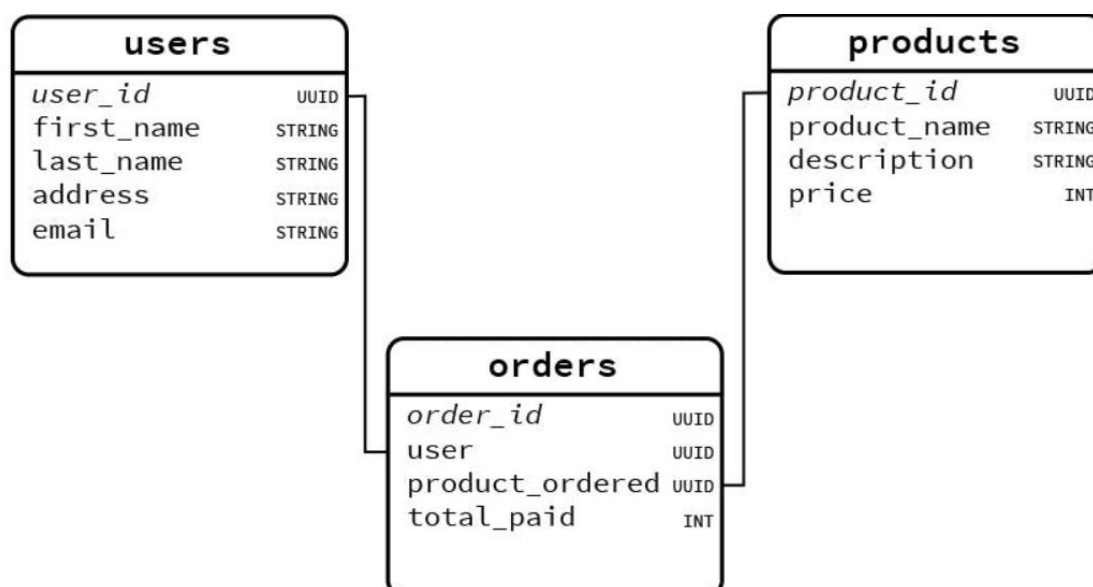 users
user_id UUID
first_name STRING
last_name STRING
address STRING
email STRING
products
product_id UUID
product_name STRING
description STRING
price INT
orders
order_id UUID
user UUID
product_ordered UUID
total_paid INT